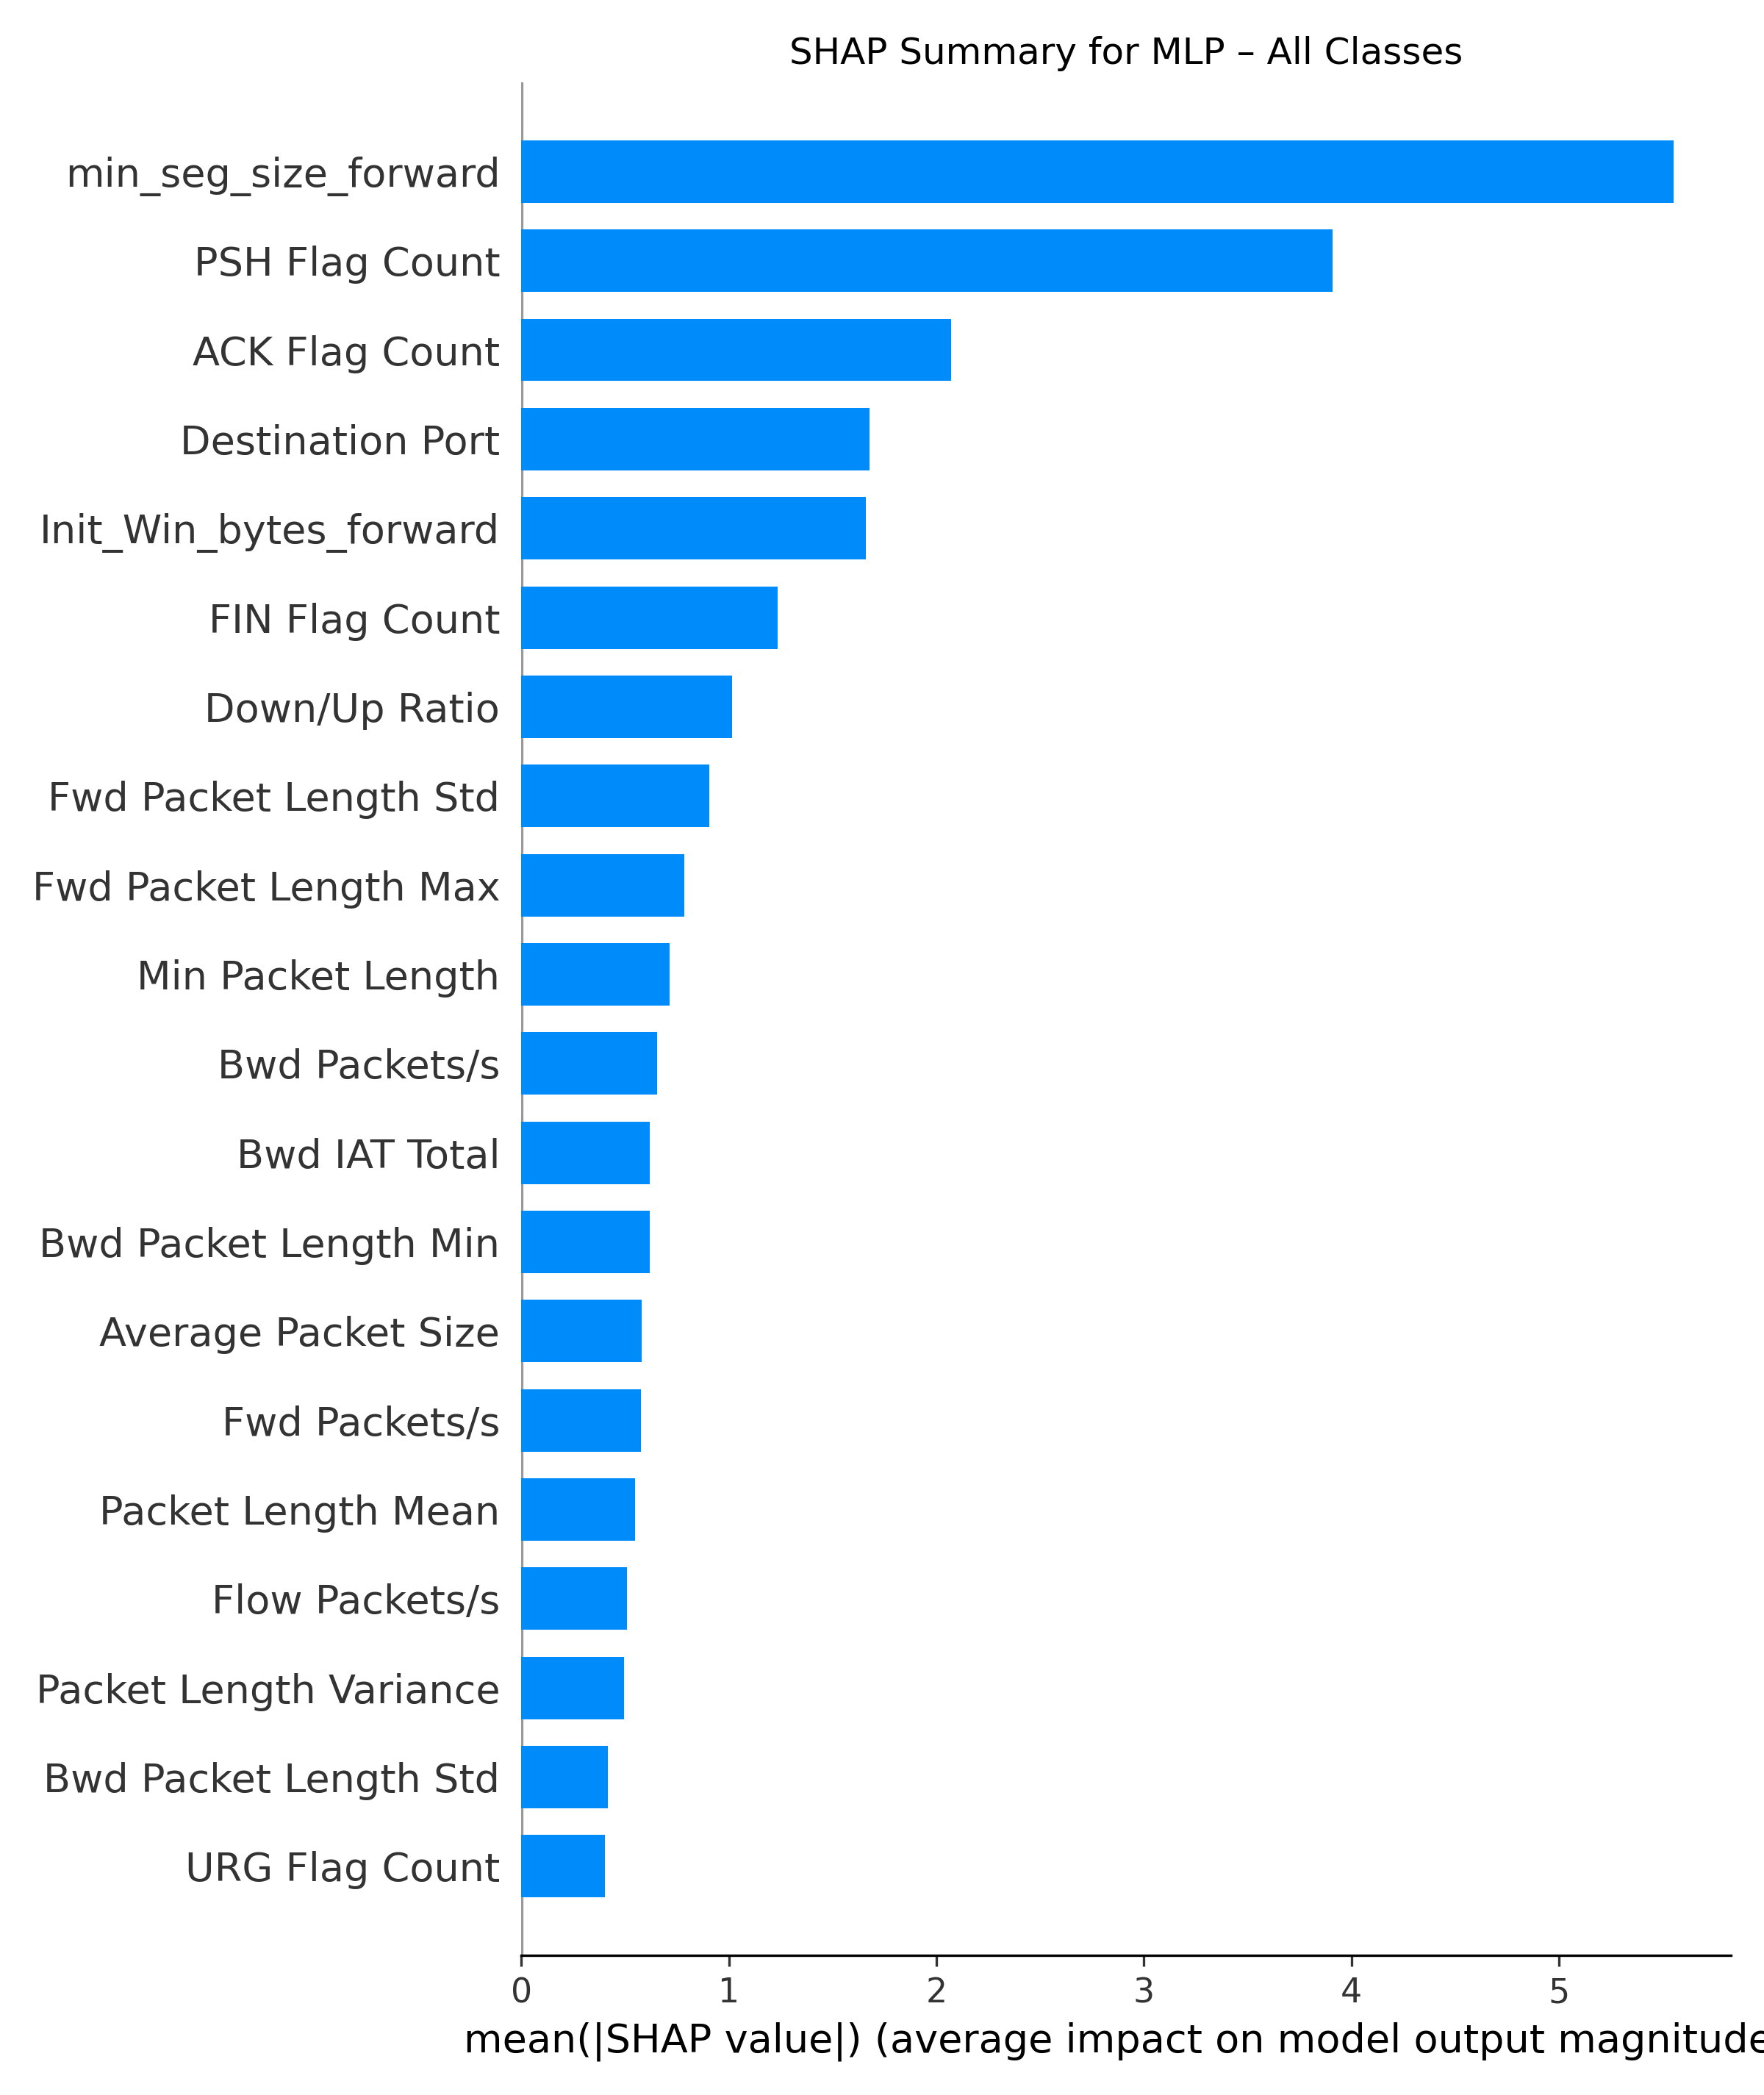 SHAP Summary for MLP – All Classes
min_seg_size_forward
PSH Flag Count
ACK Flag Count
Destination Port
Init_Win_bytes_forward
FIN Flag Count
Down/Up Ratio
Fwd Packet Length Std
Fwd Packet Length Max
Min Packet Length
Bwd Packets/s
Bwd IAT Total
Bwd Packet Length Min
Average Packet Size
Fwd Packets/s
Packet Length Mean
Flow Packets/s
Packet Length Variance
Bwd Packet Length Std
URG Flag Count
0 1 2 3 4 5
mean(|SHAP value|) (average impact on model output magnitude